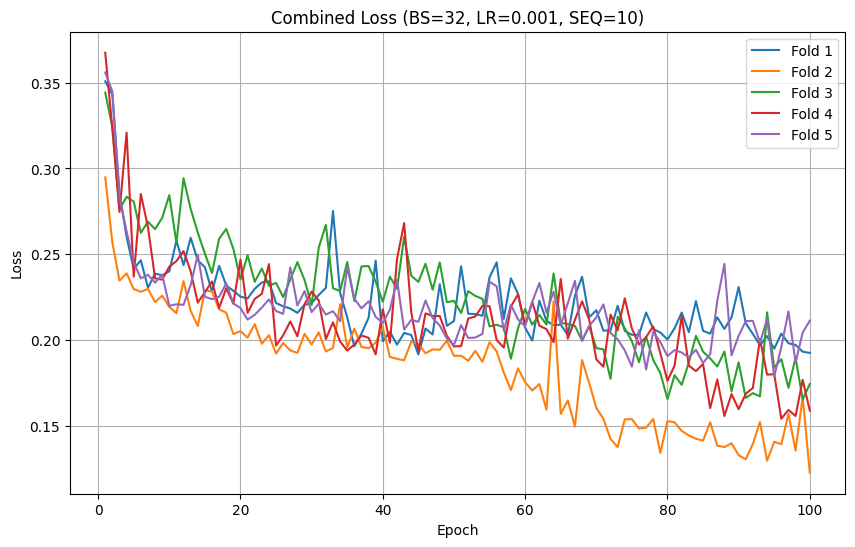 Combined Loss (BS=32, LR=0.001, SEQ=10)
Fold 1
Fold 2
Fold 3
Fold 4
Fold 5
0.35
0.30
0.25
0.20
0.15
Loss
0 20 40 60 80 100
Epoch